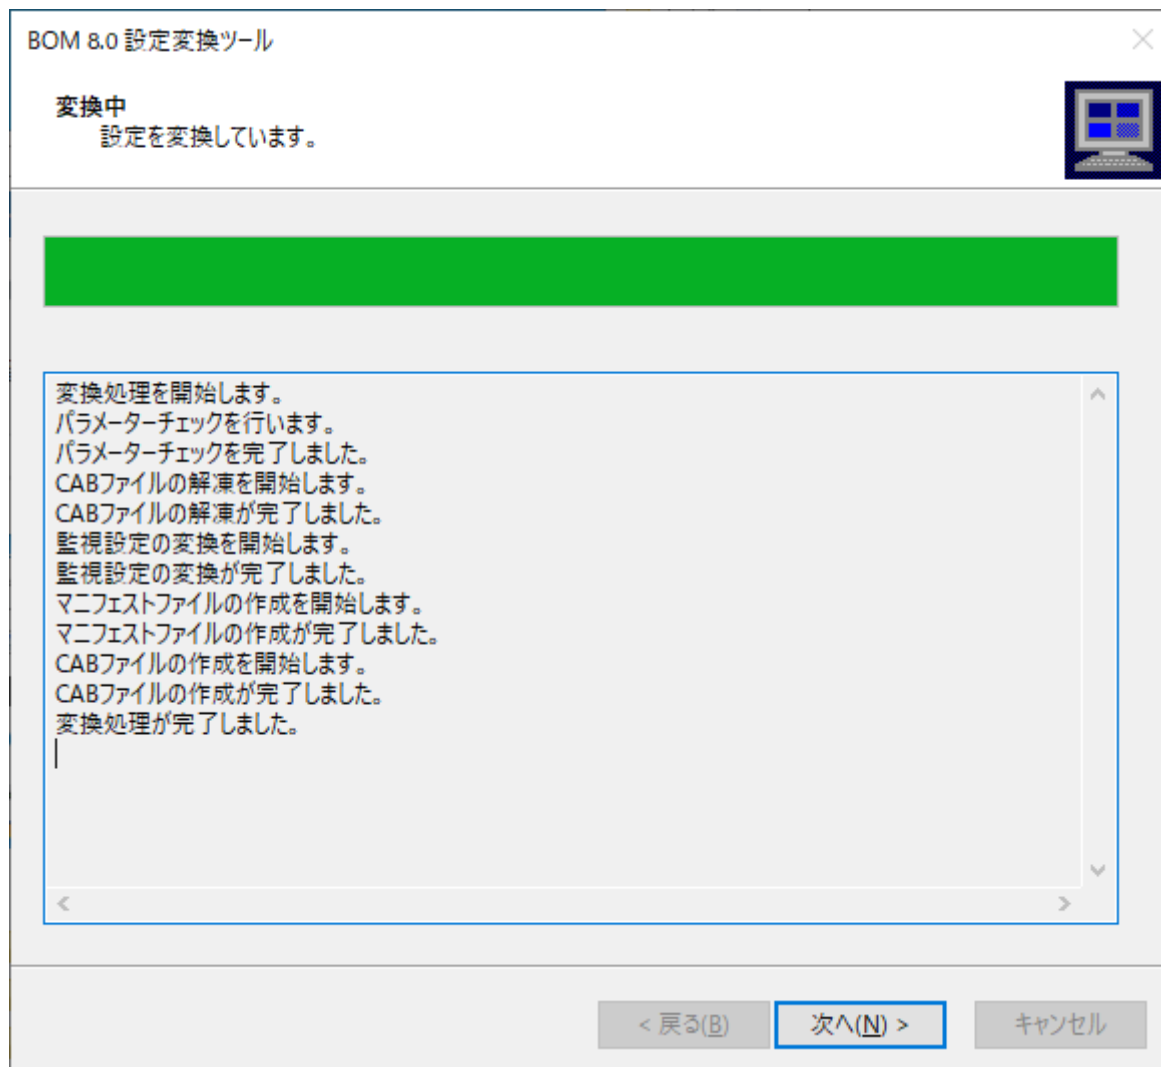 BOM 8.0 設定変換ツール
変換中
設定を変換しています。
変換処理を開始します。
パラメーターチェックを行います。
パラメーターチェックを完了しました。
CABファイルの解凍を開始します。
CABファイルの解凍が完了しました。
監視設定の変換を開始します。
監視設定の変換が完了しました。
マニフェストファイルの作成を開始します。
マニフェストファイルの作成が完了しました。
CABファイルの作成を開始します。
CABファイルの作成が完了しました。
変換処理が完了しました。
< 戻る(B) 次へ(N) > キャンセル